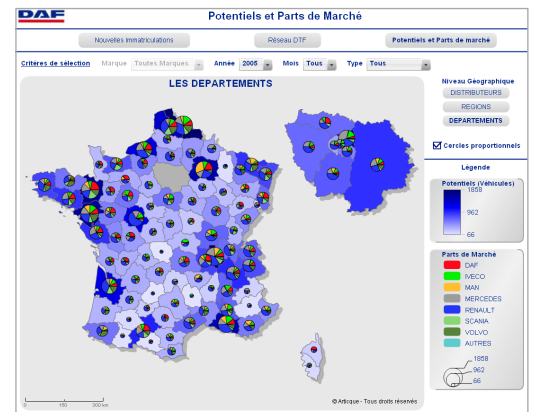 DAF
Potentiels et Parts de Marché
Nouvelles Immatriculations
Réseau DTF
Potentiels et Parts de marché
Critères de sélection Marque Toutes Marques Année 2005 Mois Tous Type Tous
LES DEPARTEMENTS
Niveau Géographique
DISTRIBUTEURS
REGIONS
DEPARTEMENTS
Cercles proportionnels
Légende
Potentiels (Véhicules)
1858
962
66
Parts de Marché
DAF
IVECO
MAN
MERCEDES
RENAULT
SCANIA
VOLVO
AUTRES
1858
962
66
0 150 300 km
© Articque - Tous droits réservés